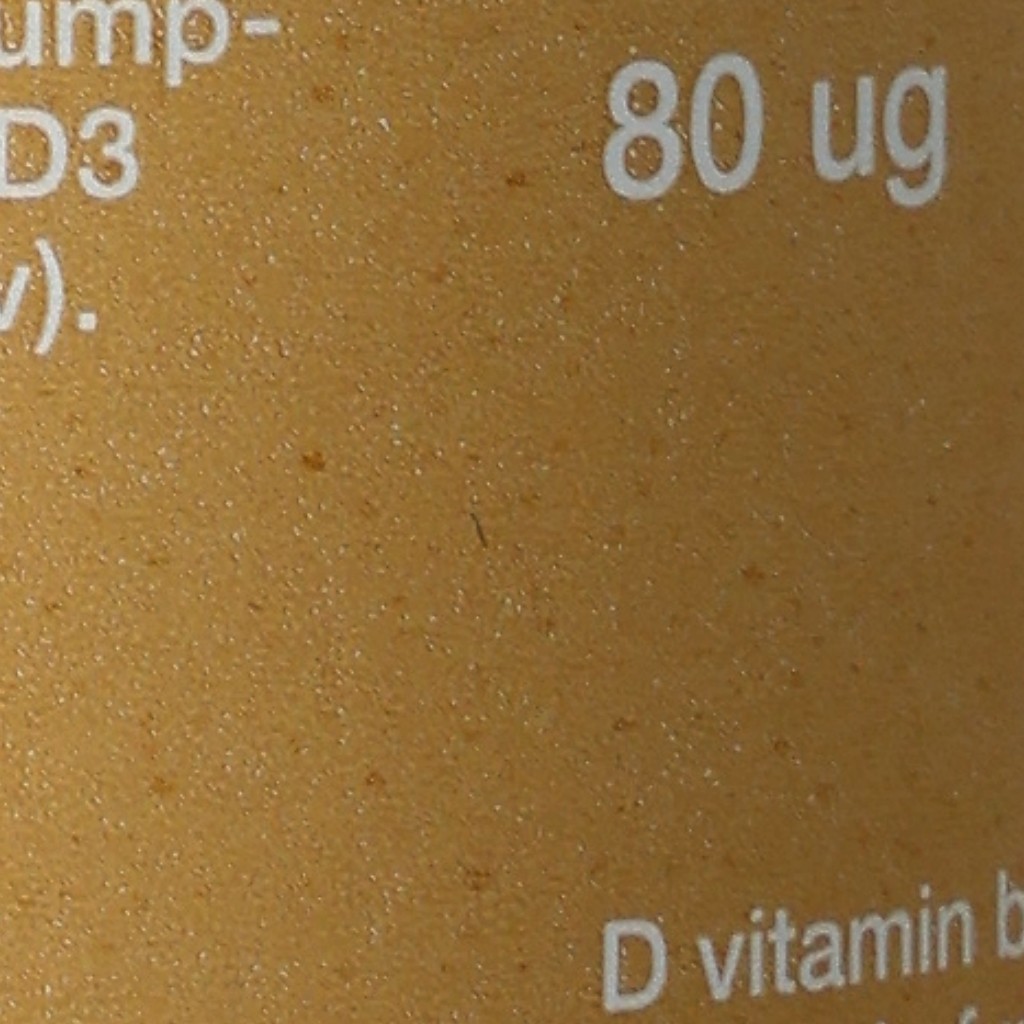 ump-
80 ug
D3
v).
D vitamin b